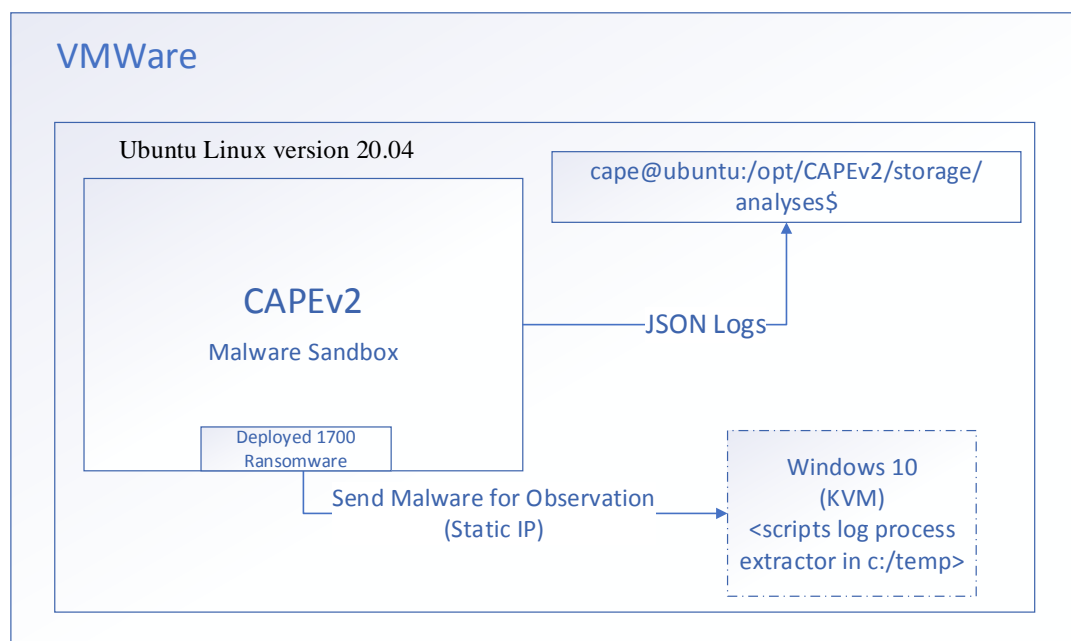 VMWare
Ubuntu Linux version 20.04
cape@ubuntu:/opt/CAPEv2/storage/
analyses$
CAPEv2
Malware Sandbox
JSON Logs
Deployed 1700
Ransomware
Send Malware for Observation
(Static IP)
Windows 10
(KVM)
<scripts log process
extractor in c:/temp>